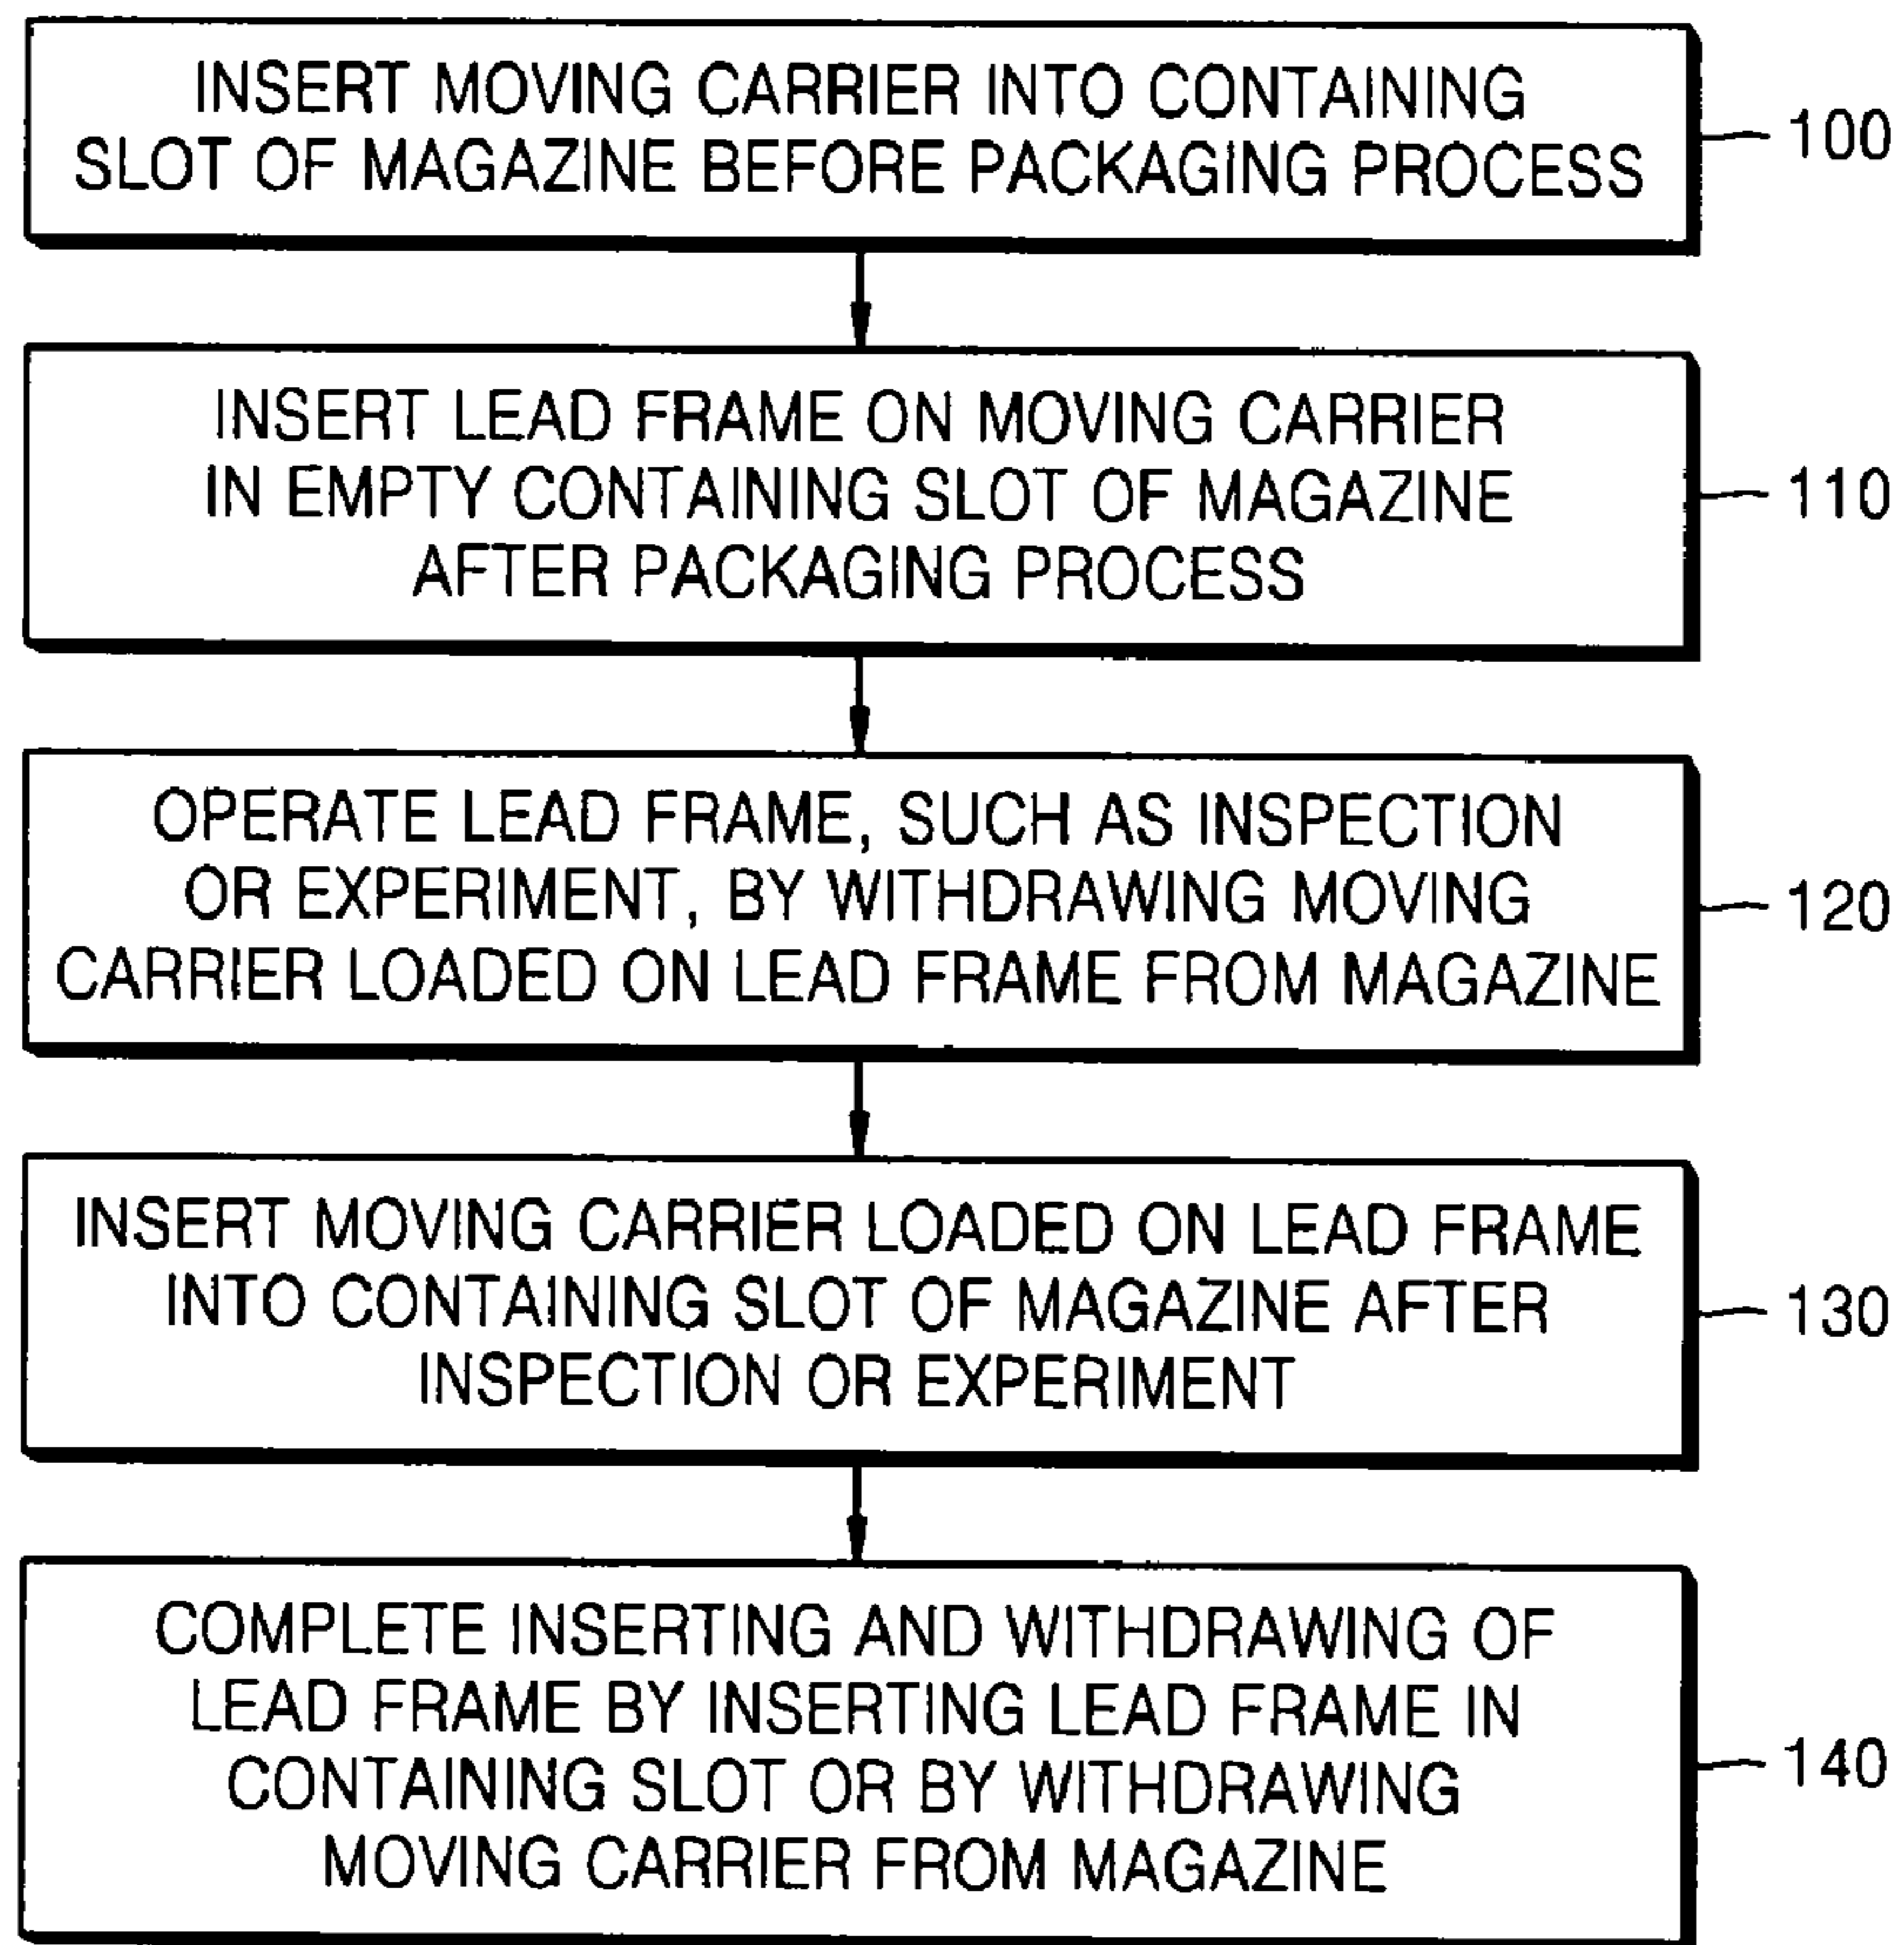 INSERT MOVING CARRIER INTO CONTAINING
SLOT OF MAGAZINE BEFORE PACKAGING PROCESS
100
INSERT LEAD FRAME ON MOVING CARRIER
IN EMPTY CONTAINING SLOT OF MAGAZINE
AFTER PACKAGING PROCESS
110
OPERATE LEAD FRAME, SUCH AS INSPECTION
OR EXPERIMENT, BY WITHDRAWING MOVING
CARRIER LOADED ON LEAD FRAME FROM MAGAZINE
120
INSERT MOVING CARRIER LOADED ON LEAD FRAME
INTO CONTAINING SLOT OF MAGAZINE AFTER
INSPECTION OR EXPERIMENT
130
COMPLETE INSERTING AND WITHDRAWING OF
LEAD FRAME BY INSERTING LEAD FRAME IN
CONTAINING SLOT OR BY WITHDRAWING
MOVING CARRIER FROM MAGAZINE
140